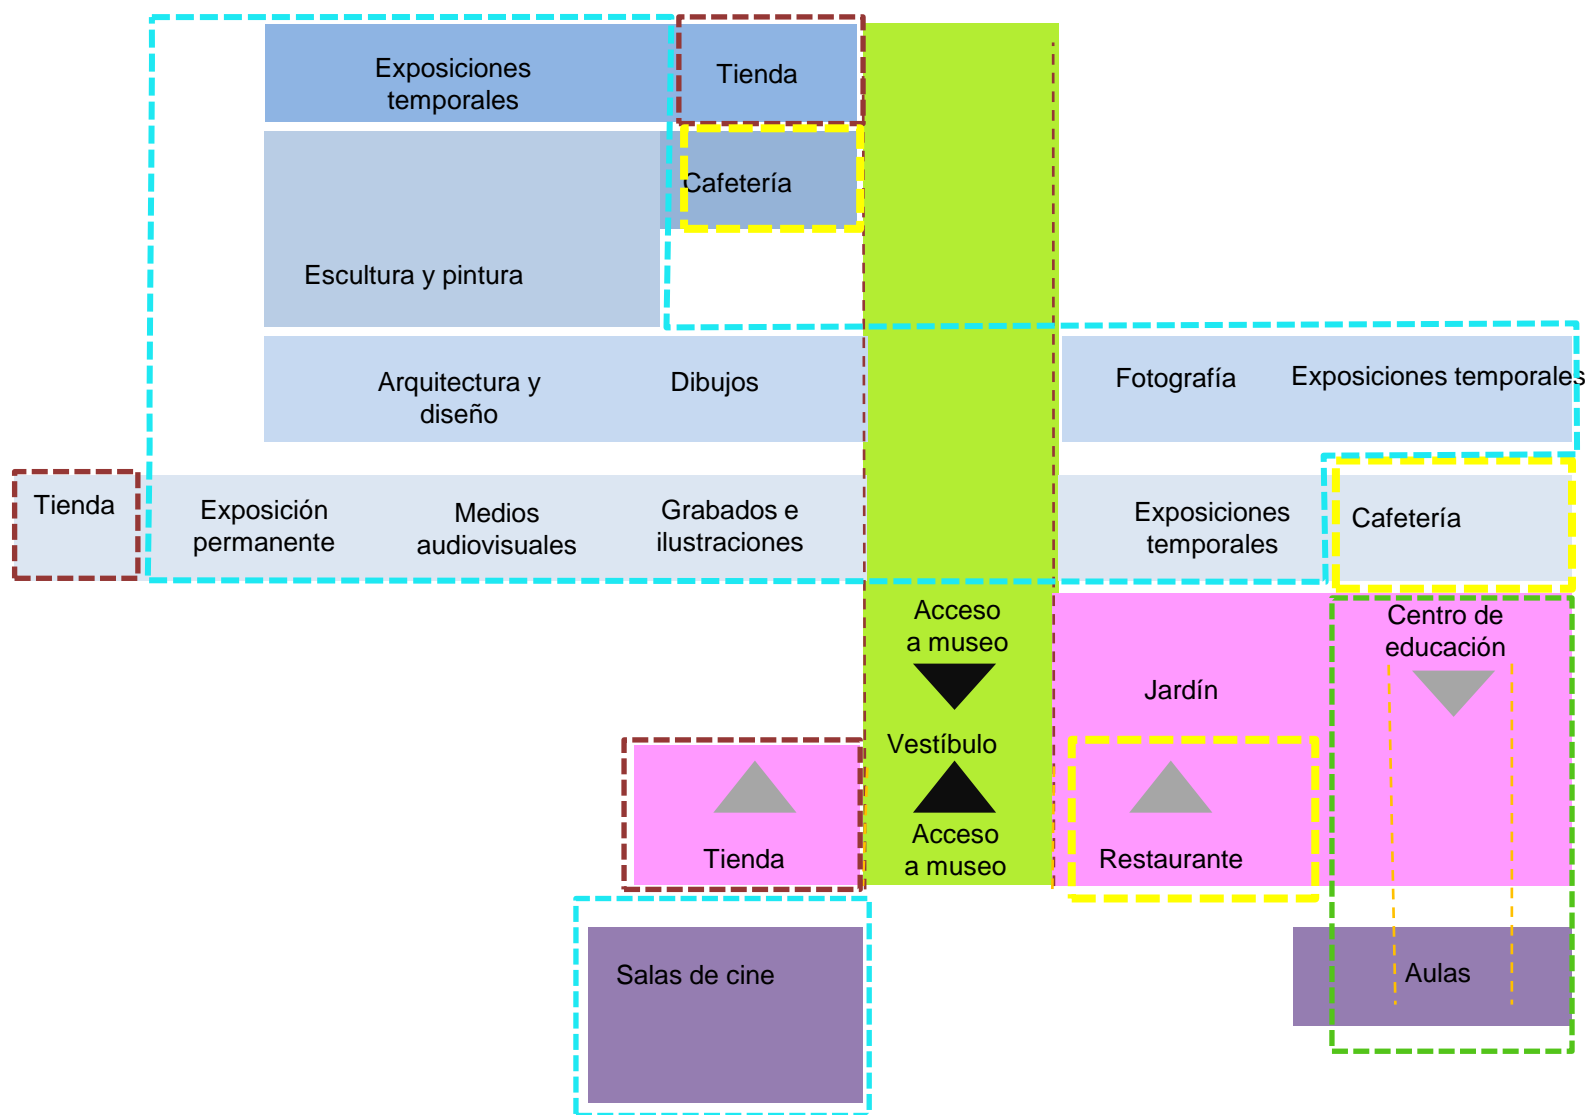 Exposiciones
temporales
Tienda
Cafetería
Escultura y pintura
Arquitectura y
diseño
Dibujos
Fotografía
Exposiciones temporales
Tienda
Exposición
permanente
Medios
audiovisuales
Grabados e
ilustraciones
Exposiciones
temporales
Cafetería
Acceso
a museo
Centro de
educación
Jardín
Vestíbulo
Tienda
Acceso
a museo
Restaurante
Salas de cine
Aulas